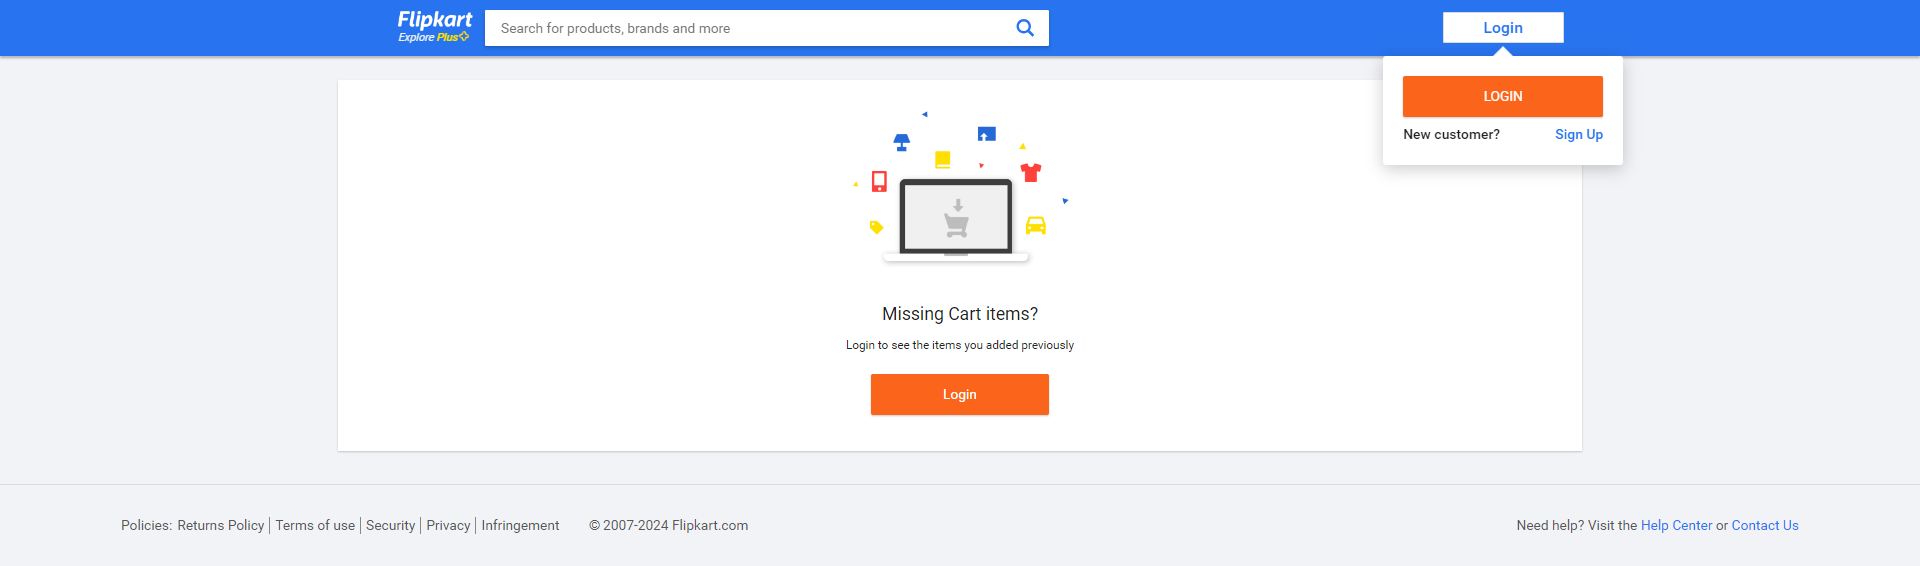 Flipkart
Explore Plus
Search for products, brands and more
Login
LOGIN
New customer? Sign Up
Missing Cart items?
Login to see the items you added previously
Login
Policies: Returns Policy | Terms of use | Security | Privacy | Infringement © 2007-2024 Flipkart.com Need help? Visit the Help Center or Contact Us